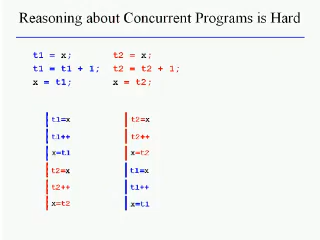 Reasoning about Concurrent Programs is Hard
t1 = x; t2 = x;
t1 = t1 + 1; t2 = t2 + 1;
x = t1; x = t2;
t1=x t2=x
t1++ t2++
x=t1 x=t2
t2=x t1=x
t2++ t1++
x=t2 x=t1